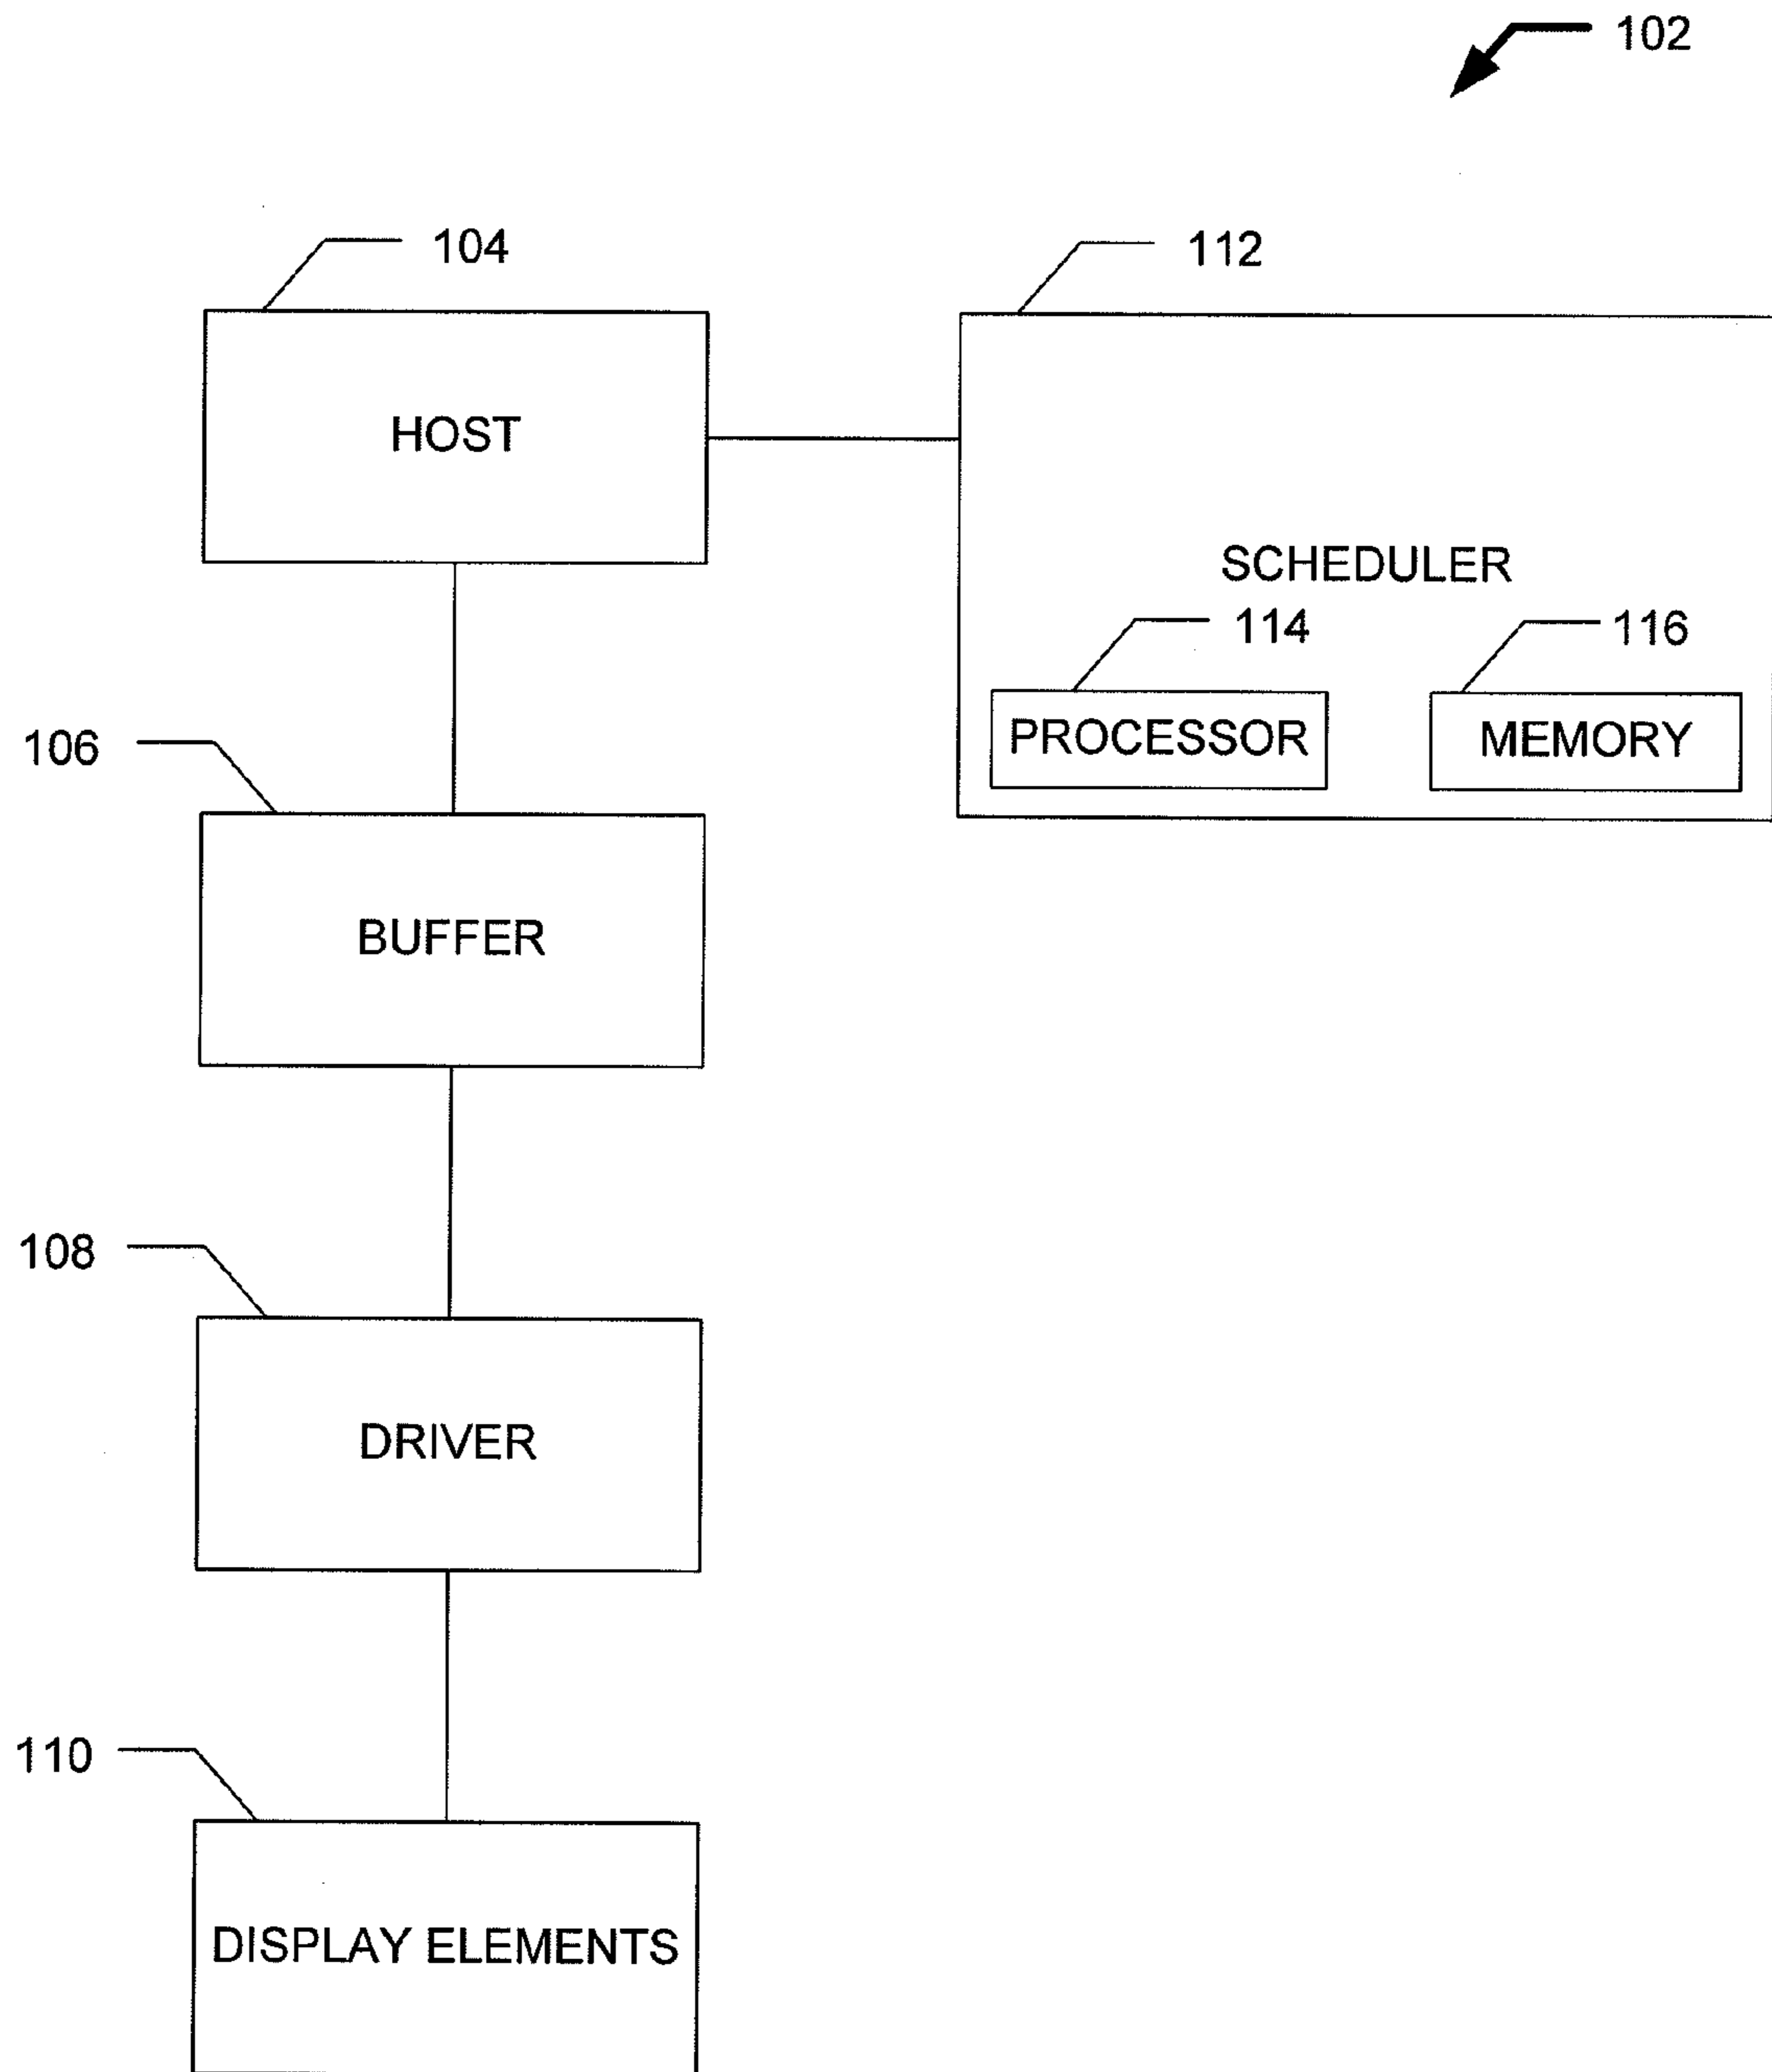 102
104
112
HOST
SCHEDULER
114
116
PROCESSOR
MEMORY
106
BUFFER
108
DRIVER
110
DISPLAY ELEMENTS